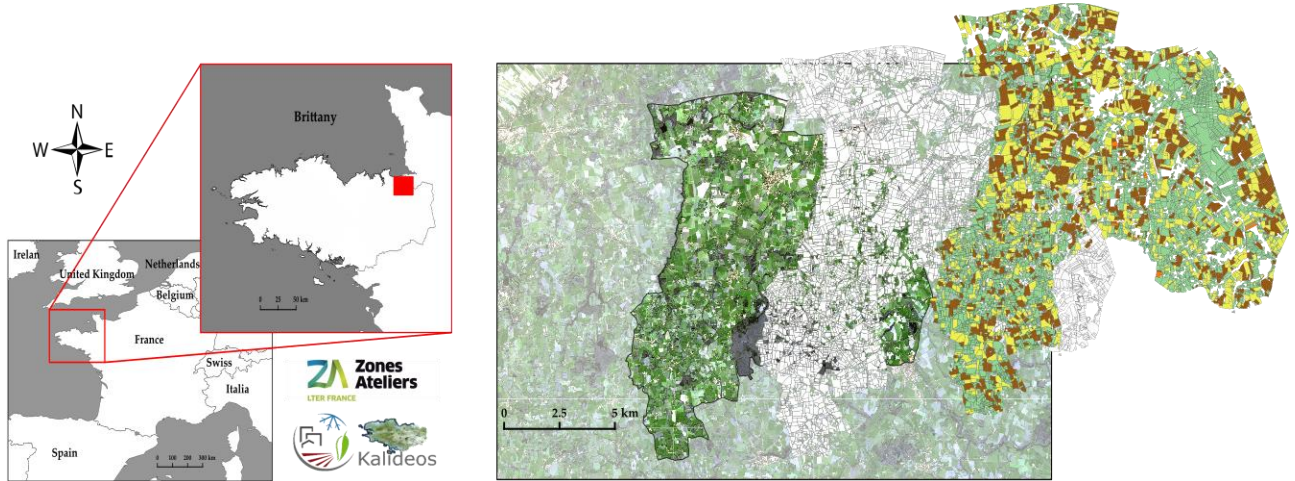 N
W E
S
Brittany
0 25 50 km
Irelan
United Kingdom
Netherlands
Belgium
France
Swiss
Italia
Spain
0 100 200 300 km
ZA Zones
Ateliers
LTER FRANCE
Kalideos
0 2.5 5 km